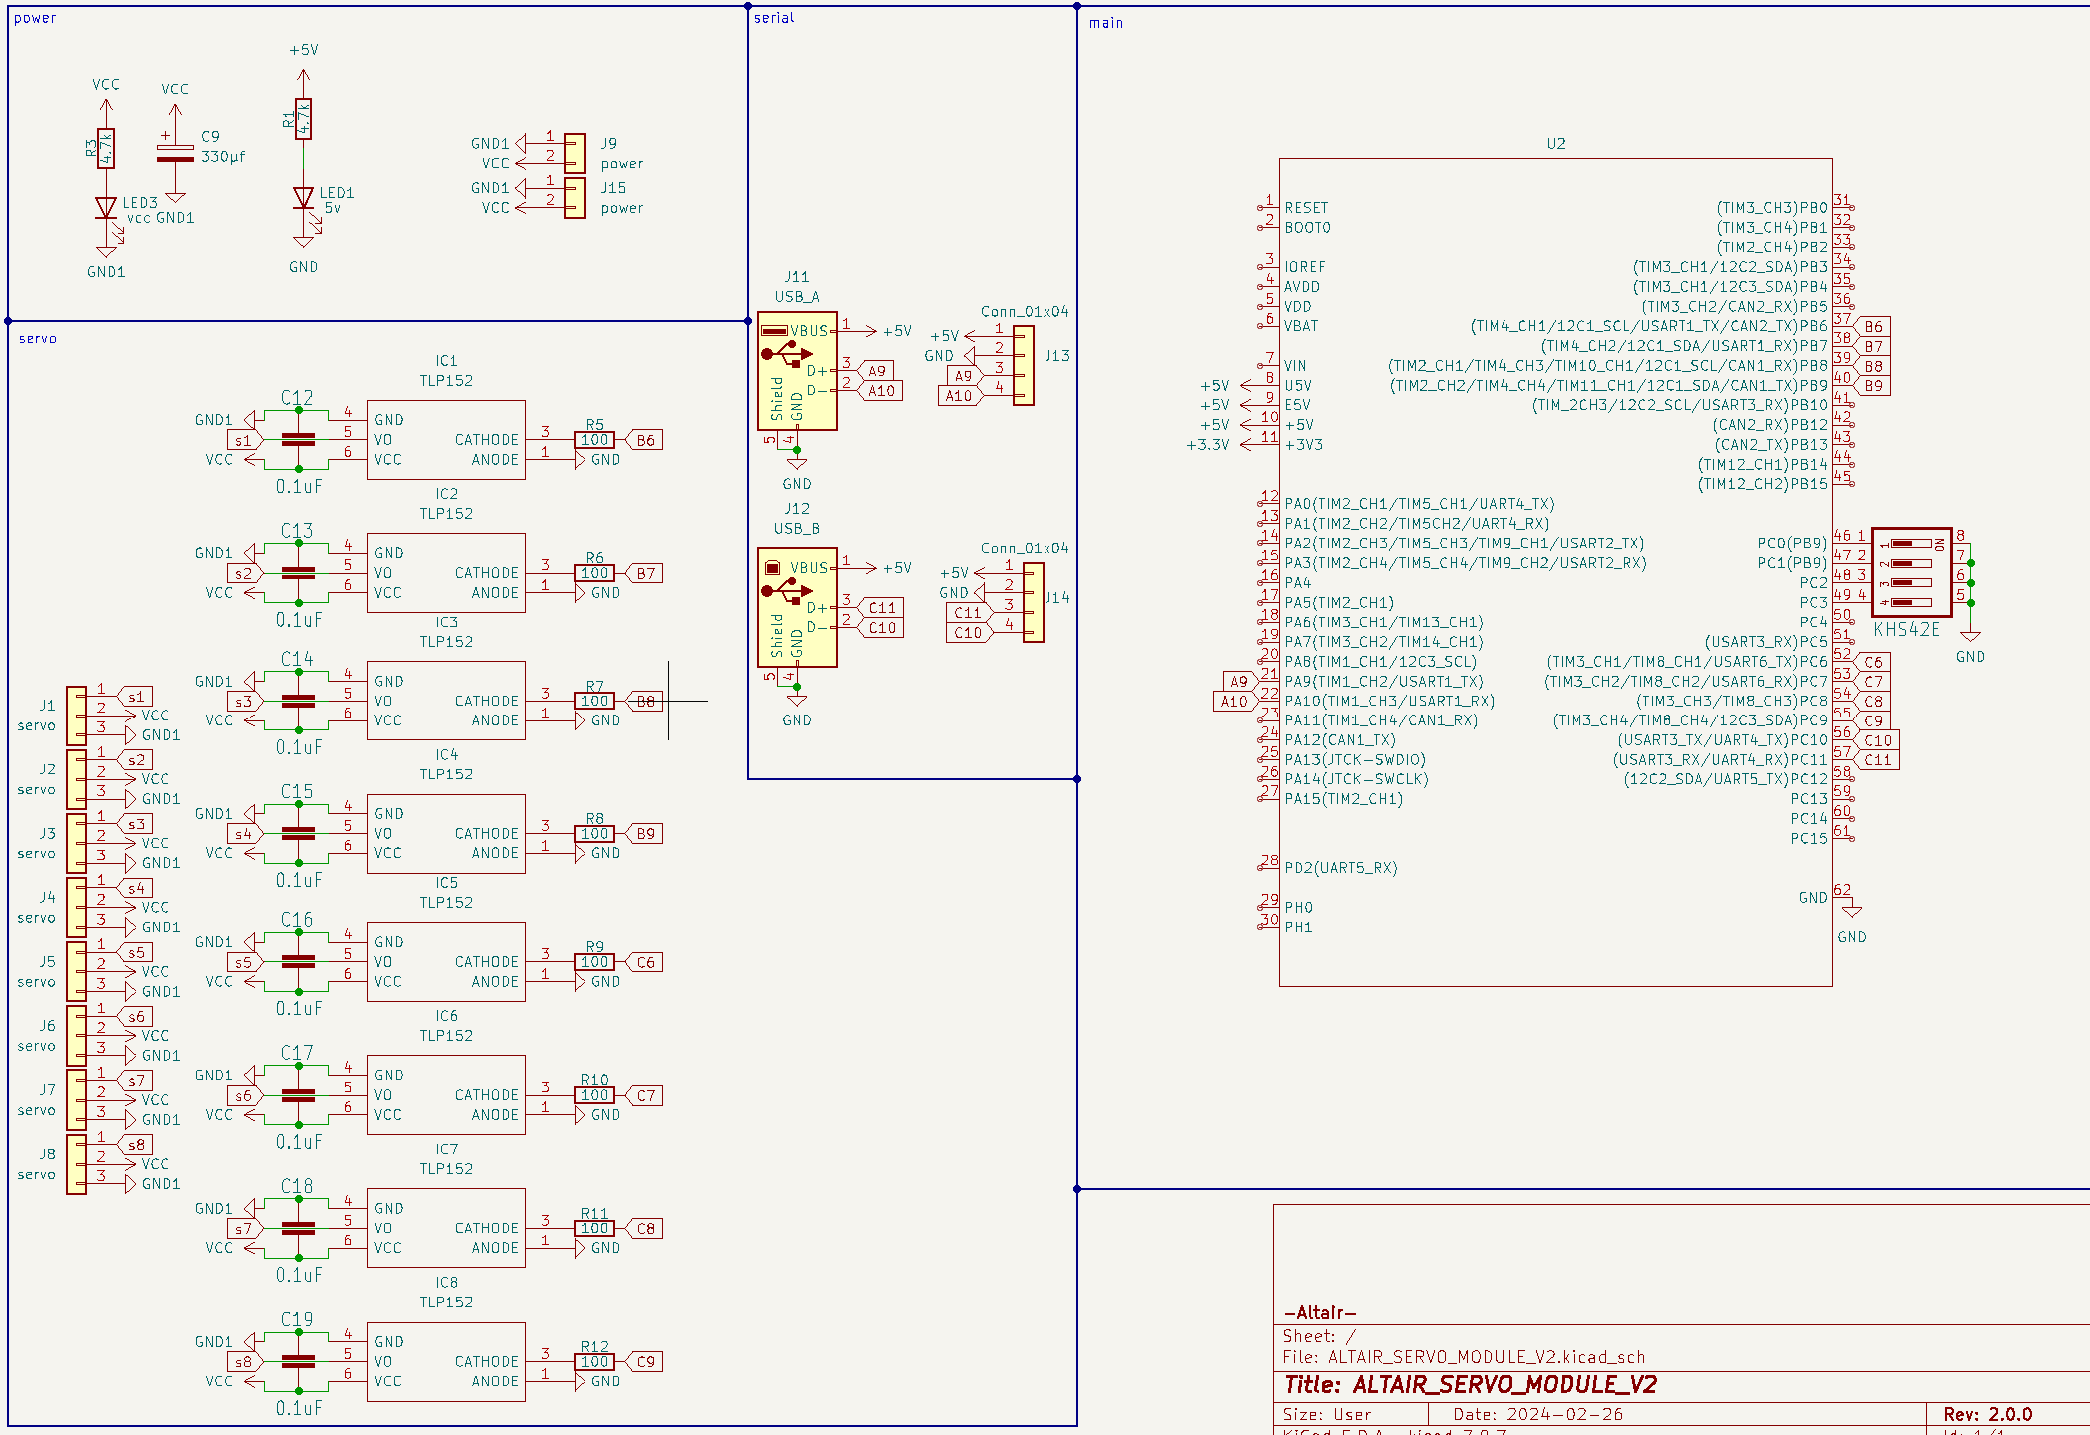 power
VCC
R3
4.7k
LED3
vcc
GND1
VCC
+
C9
330μf
GND1
+5V
R1
4.7k
LED1
5v
GND
GND1 1 J9
VCC 2 power
GND1 1 J15
VCC 2 power
serial
J11
USB_A
VBUS 1 +5V
D+ 3 A9
D- 2 A10
Shield
GND
5 4
GND
Conn_01x04
+5V 1
GND 2 J13
A9 3
A10 4
J12
USB_B
VBUS 1 +5V
D+ 3 C11
D- 2 C10
Shield
GND
5 4
GND
Conn_01x04
+5V 1
GND 2 J14
C11 3
C10 4
servo
J1 servo
1 s1
2 VCC
3 GND1
J2 servo
1 s2
2 VCC
3 GND1
J3 servo
1 s3
2 VCC
3 GND1
J4 servo
1 s4
2 VCC
3 GND1
J5 servo
1 s5
2 VCC
3 GND1
J6 servo
1 s6
2 VCC
3 GND1
J7 servo
1 s7
2 VCC
3 GND1
J8 servo
1 s8
2 VCC
3 GND1
IC1
TLP152
C12
GND1 4 GND R5
s1 5 VO CATHODE 3 100 B6
VCC 6 VCC ANODE 1 GND
0.1uF
IC2
TLP152
C13
GND1 4 GND R6
s2 5 VO CATHODE 3 100 B7
VCC 6 VCC ANODE 1 GND
0.1uF
IC3
TLP152
C14
GND1 4 GND R7
s3 5 VO CATHODE 3 100 B8
VCC 6 VCC ANODE 1 GND
0.1uF
IC4
TLP152
C15
GND1 4 GND R8
s4 5 VO CATHODE 3 100 B9
VCC 6 VCC ANODE 1 GND
0.1uF
IC5
TLP152
C16
GND1 4 GND R9
s5 5 VO CATHODE 3 100 C6
VCC 6 VCC ANODE 1 GND
0.1uF
IC6
TLP152
C17
GND1 4 GND R10
s6 5 VO CATHODE 3 100 C7
VCC 6 VCC ANODE 1 GND
0.1uF
IC7
TLP152
C18
GND1 4 GND R11
s7 5 VO CATHODE 3 100 C8
VCC 6 VCC ANODE 1 GND
0.1uF
IC8
TLP152
C19
GND1 4 GND R12
s8 5 VO CATHODE 3 100 C9
VCC 6 VCC ANODE 1 GND
0.1uF
main
U2
1 RESET
2 BOOT0
3 IOREF
4 AVDD
5 VDD
6 VBAT
7 VIN
+5V 8 U5V
+5V 9 E5V
+5V 10 +5V
+3.3V 11 +3V3
12 PA0(TIM2_CH1/TIM5_CH1/UART4_TX)
13 PA1(TIM2_CH2/TIM5CH2/UART4_RX)
14 PA2(TIM2_CH3/TIM5_CH3/TIM9_CH1/USART2_TX)
15 PA3(TIM2_CH4/TIM5_CH4/TIM9_CH2/USART2_RX)
16 PA4
17 PA5(TIM2_CH1)
18 PA6(TIM3_CH1/TIM13_CH1)
19 PA7(TIM3_CH2/TIM14_CH1)
20 PA8(TIM1_CH1/12C3_SCL)
A9 21 PA9(TIM1_CH2/USART1_TX)
A10 22 PA10(TIM1_CH3/USART1_RX)
23 PA11(TIM1_CH4/CAN1_RX)
24 PA12(CAN1_TX)
25 PA13(JTCK-SWDIO)
26 PA14(JTCK-SWCLK)
27 PA15(TIM2_CH1)
28 PD2(UART5_RX)
29 PH0
30 PH1
(TIM3_CH3)PB0 31
(TIM3_CH4)PB1 32
(TIM2_CH4)PB2 33
(TIM3_CH1/12C2_SDA)PB3 34
(TIM3_CH1/12C3_SDA)PB4 35
(TIM3_CH2/CAN2_RX)PB5 36
(TIM4_CH1/12C1_SCL/USART1_TX/CAN2_TX)PB6 37 B6
(TIM4_CH2/12C1_SDA/USART1_RX)PB7 38 B7
(TIM2_CH1/TIM4_CH3/TIM10_CH1/12C1_SCL/CAN1_RX)PB8 39 B8
(TIM2_CH2/TIM4_CH4/TIM11_CH1/12C1_SDA/CAN1_TX)PB9 40 B9
(TIM_2CH3/12C2_SCL/USART3_RX)PB10 41
(CAN2_RX)PB12 42
(CAN2_TX)PB13 43
(TIM12_CH1)PB14 44
(TIM12_CH2)PB15 45
PC0(PB9) 46 1
PC1(PB9) 47 2
PC2 48 3
PC3 49 4
PC4 50
(USART3_RX)PC5 51
(TIM3_CH1/TIM8_CH1/USART6_TX)PC6 52 C6
(TIM3_CH2/TIM8_CH2/USART6_RX)PC7 53 C7
(TIM3_CH3/TIM8_CH3)PC8 54 C8
(TIM3_CH4/TIM8_CH4/12C3_SDA)PC9 55 C9
(USART3_TX/UART4_TX)PC10 56 C10
(USART3_RX/UART4_RX)PC11 57 C11
(12C2_SDA/UART5_TX)PC12 58
PC13 59
PC14 60
PC15 61
GND 62
GND
1 ON 8
2 7
3 6
4 5
KHS42E
GND
-Altair-
Sheet: /
File: ALTAIR_SERVO_MODULE_V2.kicad_sch
Title: ALTAIR_SERVO_MODULE_V2
Size: User Date: 2024-02-26 Rev: 2.0.0